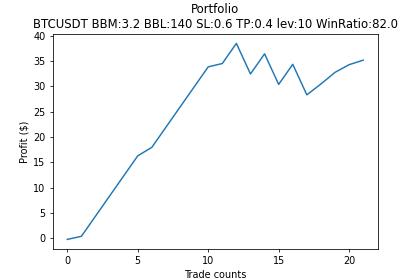 Portfolio
BTCUSDT BBM:3.2 BBL:140 SL:0.6 TP:0.4 lev:10 WinRatio:82.0
40
35
30
25
20
15
10
5
0
Profit ($)
0 5 10 15 20
Trade counts